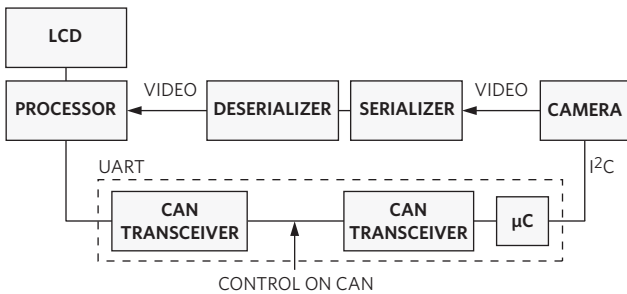 LCD
VIDEO
VIDEO
PROCESSOR
DESERIALIZER
SERIALIZER
CAMERA
UART
I²C
CAN
TRANSCEIVER
CAN
TRANSCEIVER
µC
CONTROL ON CAN